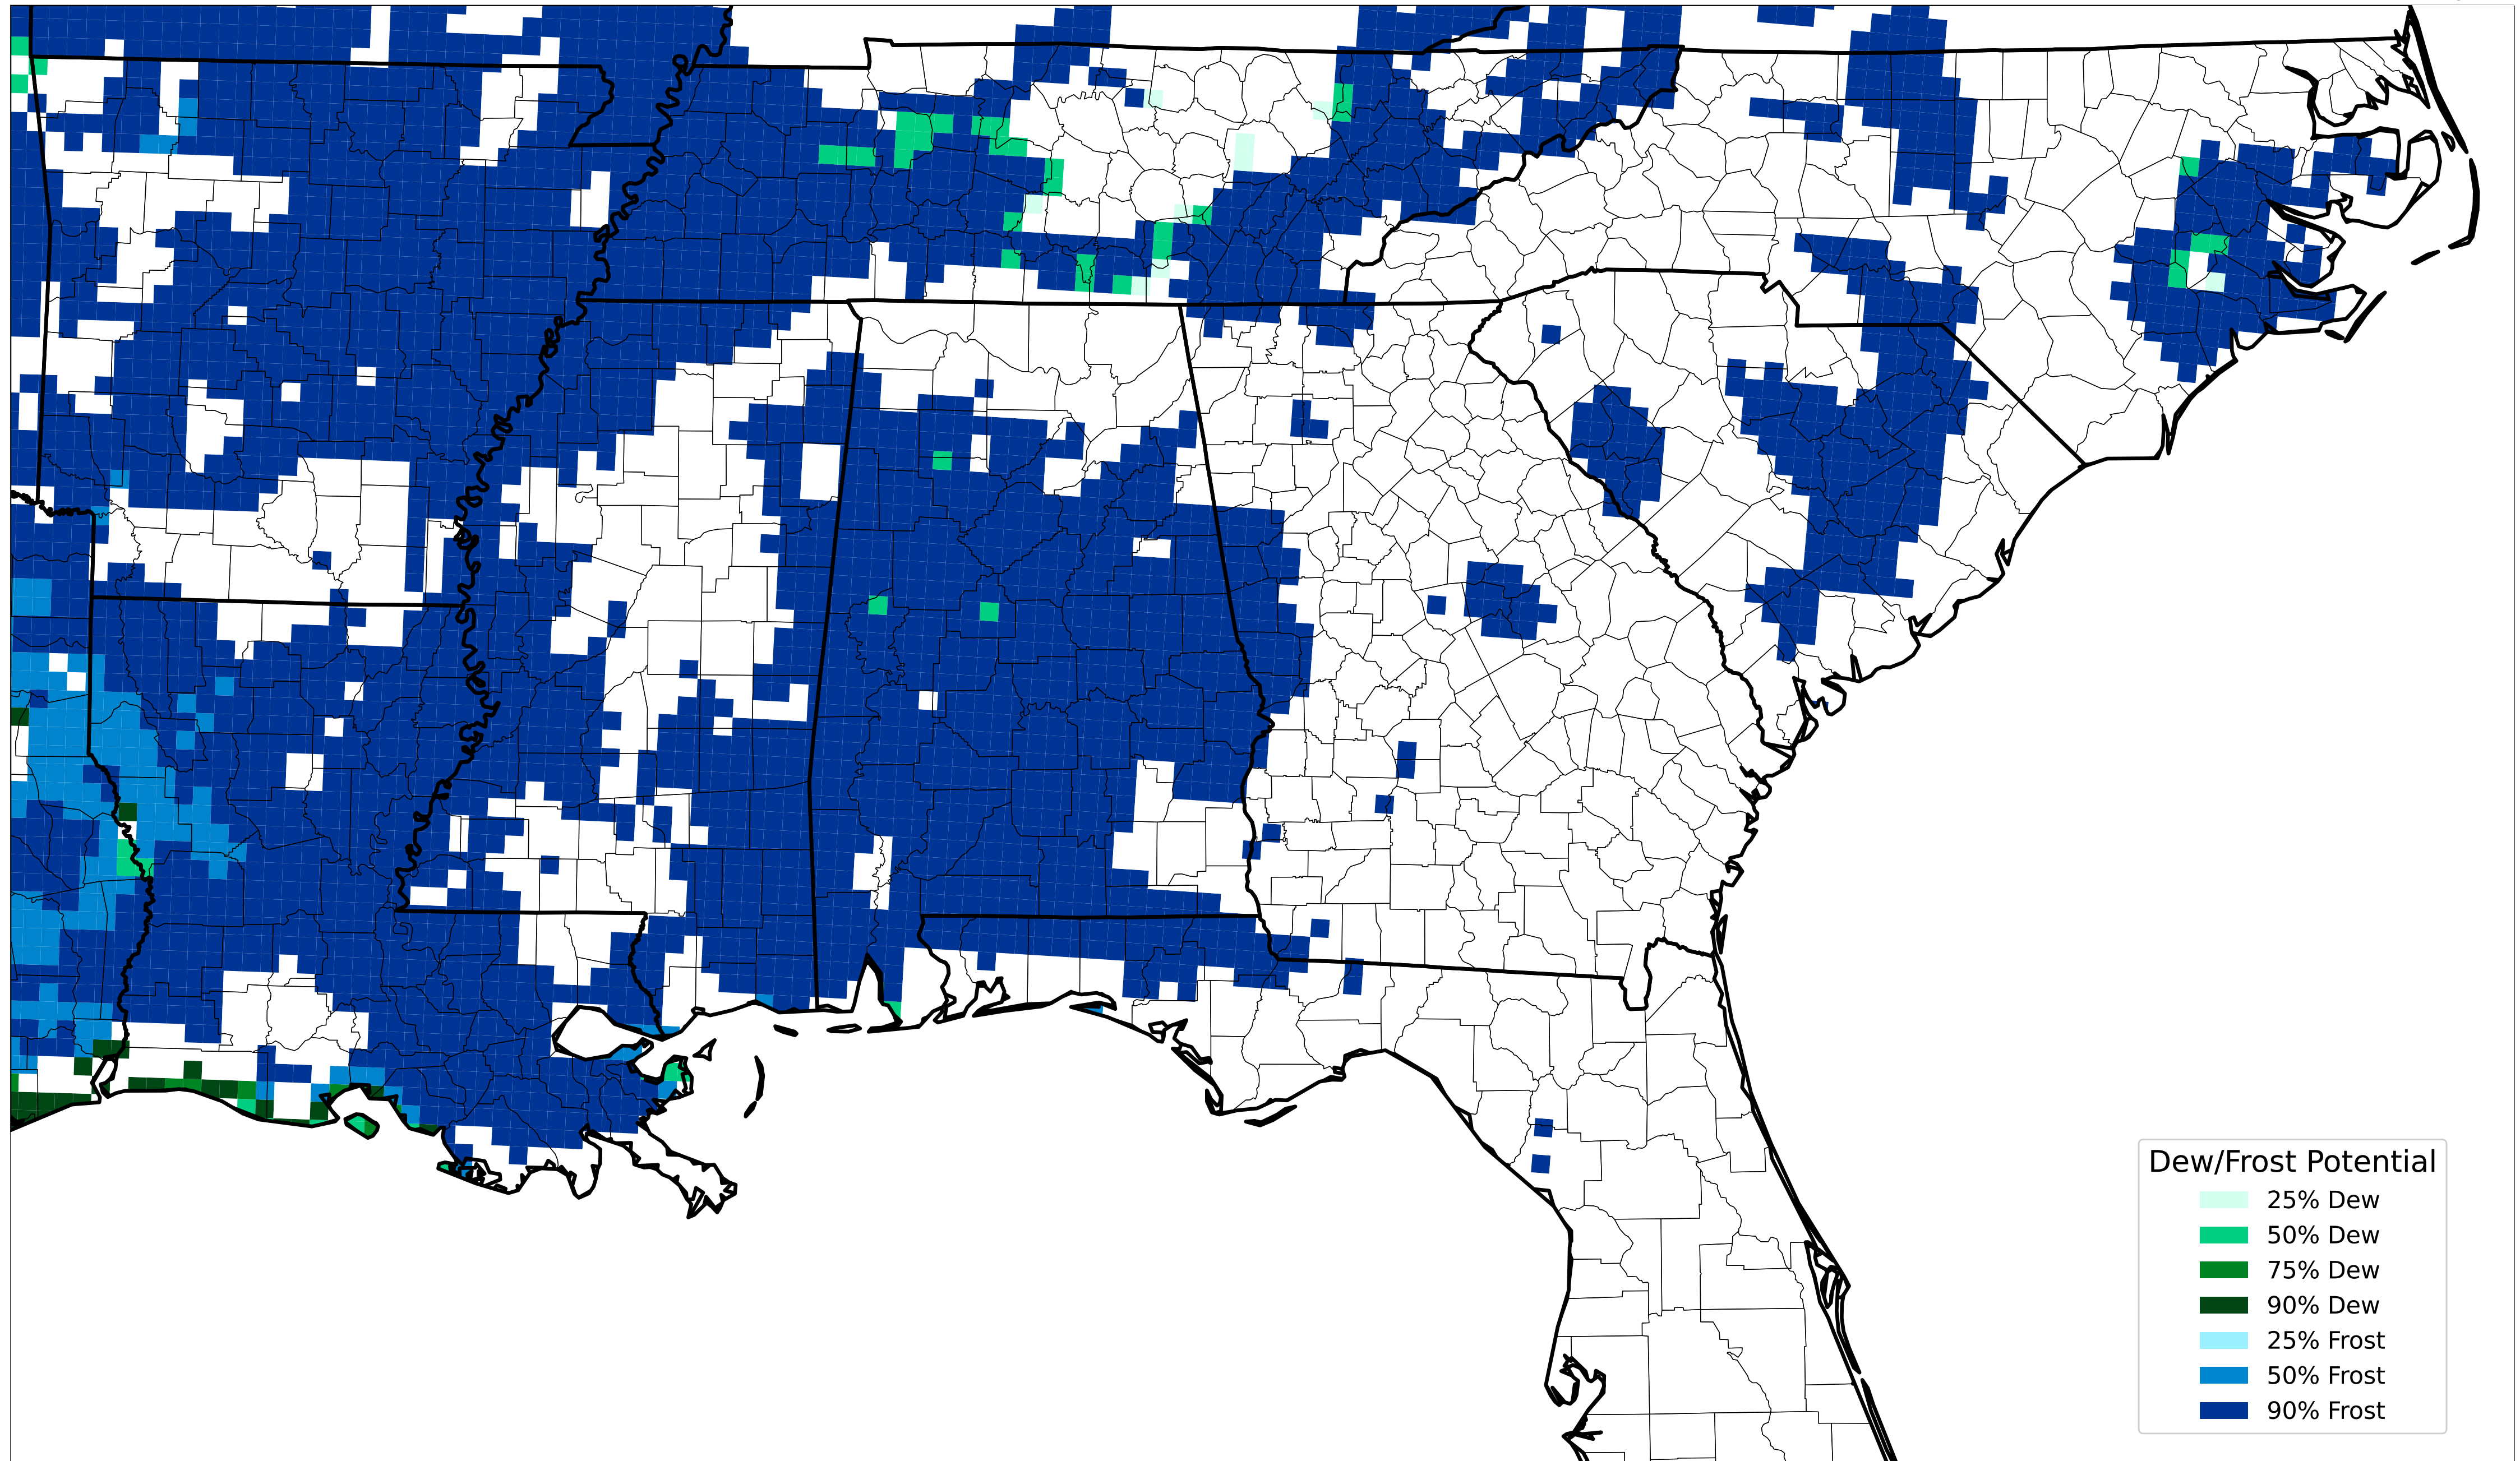 Dew/Frost Potential
25% Dew
50% Dew
75% Dew
90% Dew
25% Frost
50% Frost
90% Frost